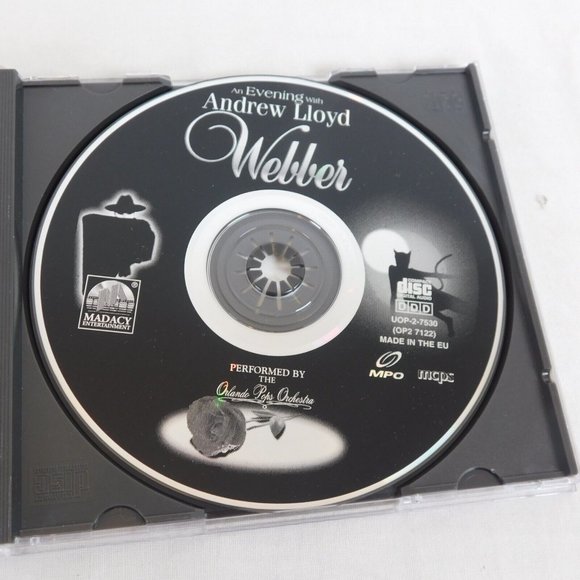 An Evening With
Andrew Lloyd
Webber
MADACY
ENTERTAINMENT
®
COMPACT
disc
DIGITAL AUDIO
DDD
UOP-2-7530
(OP2 7122)
MADE IN THE EU
MPO
mcps
PERFORMED BY
THE
Orlando Pops Orchestra